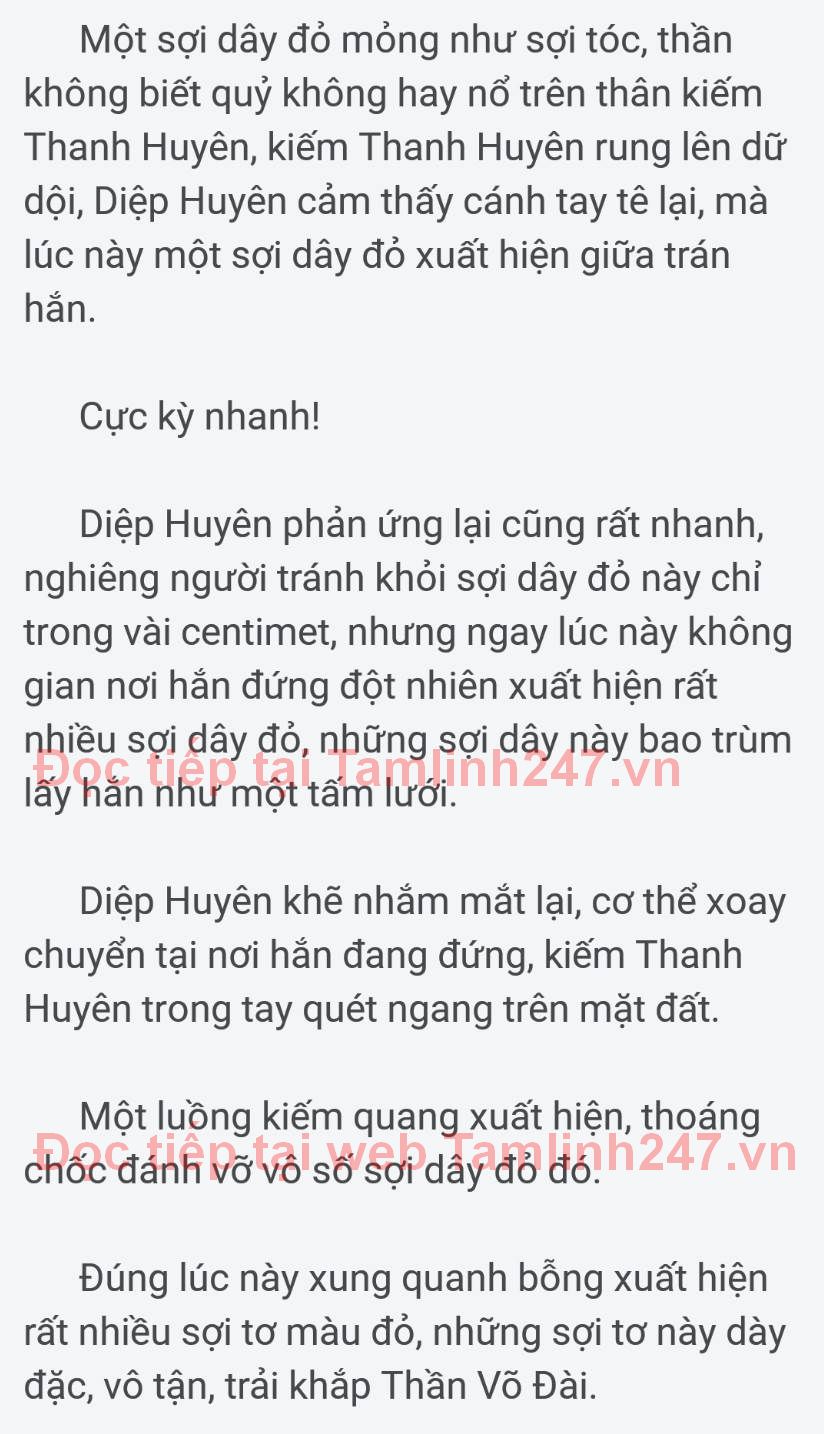 Một sợi dây đỏ mỏng như sợi tóc, thần
không biết quỷ không hay nổ trên thân kiếm
Thanh Huyên, kiếm Thanh Huyên rung lên dữ
dội, Diệp Huyên cảm thấy cánh tay tê lại, mà
lúc này một sợi dây đỏ xuất hiện giữa trán
hắn.
Cực kỳ nhanh!
Diệp Huyên phản ứng lại cũng rất nhanh,
nghiêng người tránh khỏi sợi dây đỏ này chỉ
trong vài centimet, nhưng ngay lúc này không
gian nơi hắn đứng đột nhiên xuất hiện rất
nhiều sợi dây đỏ, những sợi dây này bao trùm
Đọc tiếp tại Tamlinh247.vn
lấy hắn như một tấm lưới.
Diệp Huyên khẽ nhắm mắt lại, cơ thể xoay
chuyển tại nơi hắn đang đứng, kiếm Thanh
Huyên trong tay quét ngang trên mặt đất.
Một luồng kiếm quang xuất hiện, thoáng
Đọc tiếp tại web Tamlinh247.vn
chốc đánh vỡ vô số sợi dây đỏ đó.
Đúng lúc này xung quanh bỗng xuất hiện
rất nhiều sợi tơ màu đỏ, những sợi tơ này dày
đặc, vô tận, trải khắp Thần Võ Đài.